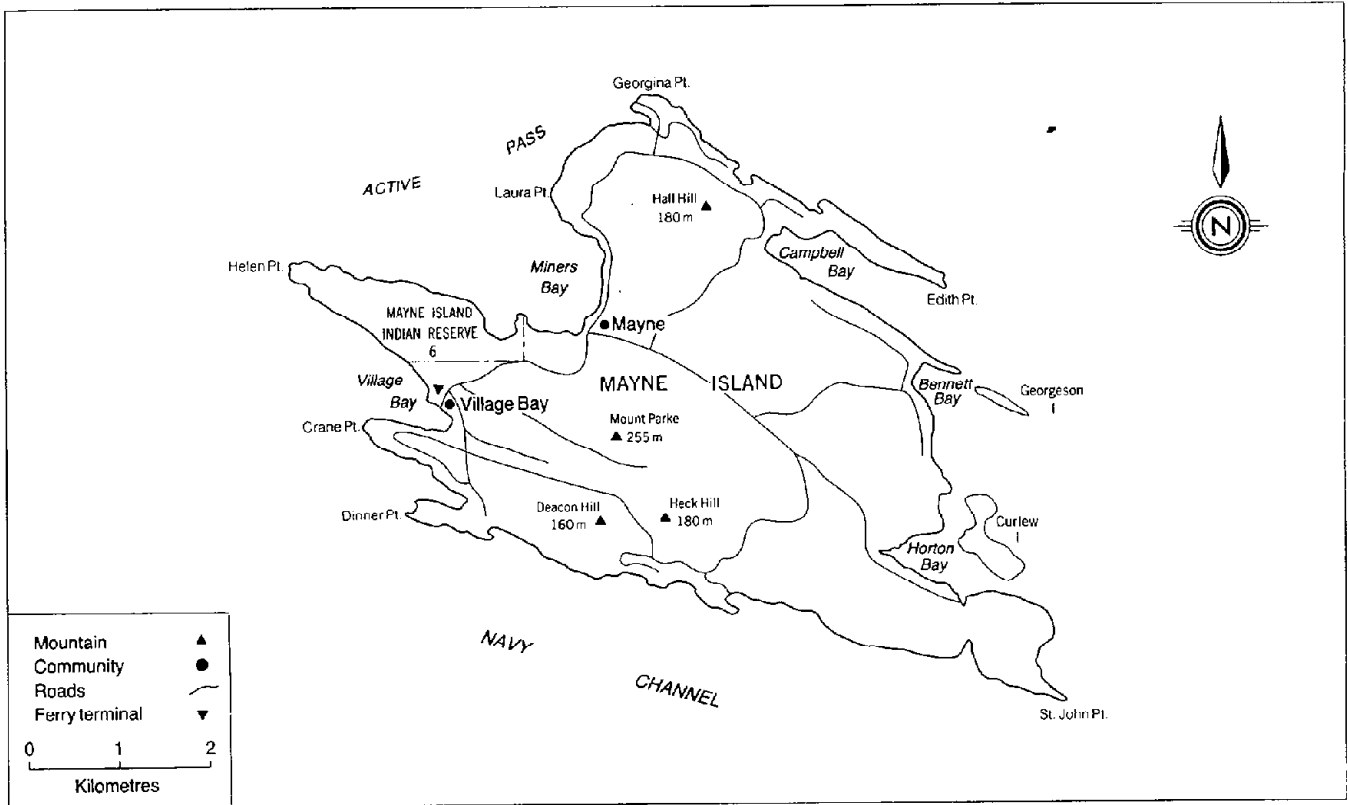 Georgina Pt.
ACTIVE PASS
Laura Pt.
Hall Hill
180 m
N
Helen Pt.
Miners
Bay
Campbell
Bay
Edith Pt.
MAYNE ISLAND
INDIAN RESERVE
6
Mayne
Village
Bay
Village Bay
MAYNE ISLAND
Bennett
Bay
Georgeson
I
Crane Pt.
Mount Parke
255 m
Dinner Pt.
Deacon Hill
160 m
Heck Hill
180 m
Curlew
I
Horton
Bay
NAVY CHANNEL
St. John Pt.
Mountain
Community
Roads
Ferry terminal
0 1 2
Kilometres